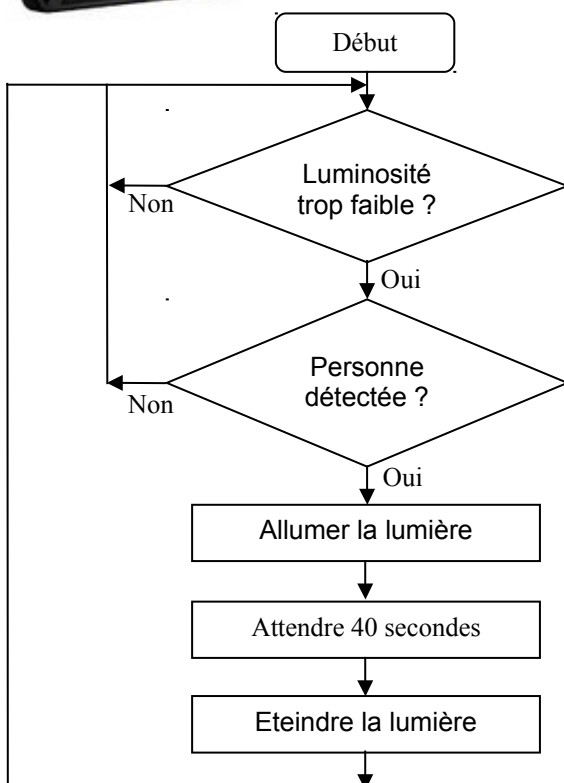 Début
Luminosité
trop faible ?
Non
Oui
Personne
détectée ?
Non
Oui
Allumer la lumière
Attendre 40 secondes
Eteindre la lumière